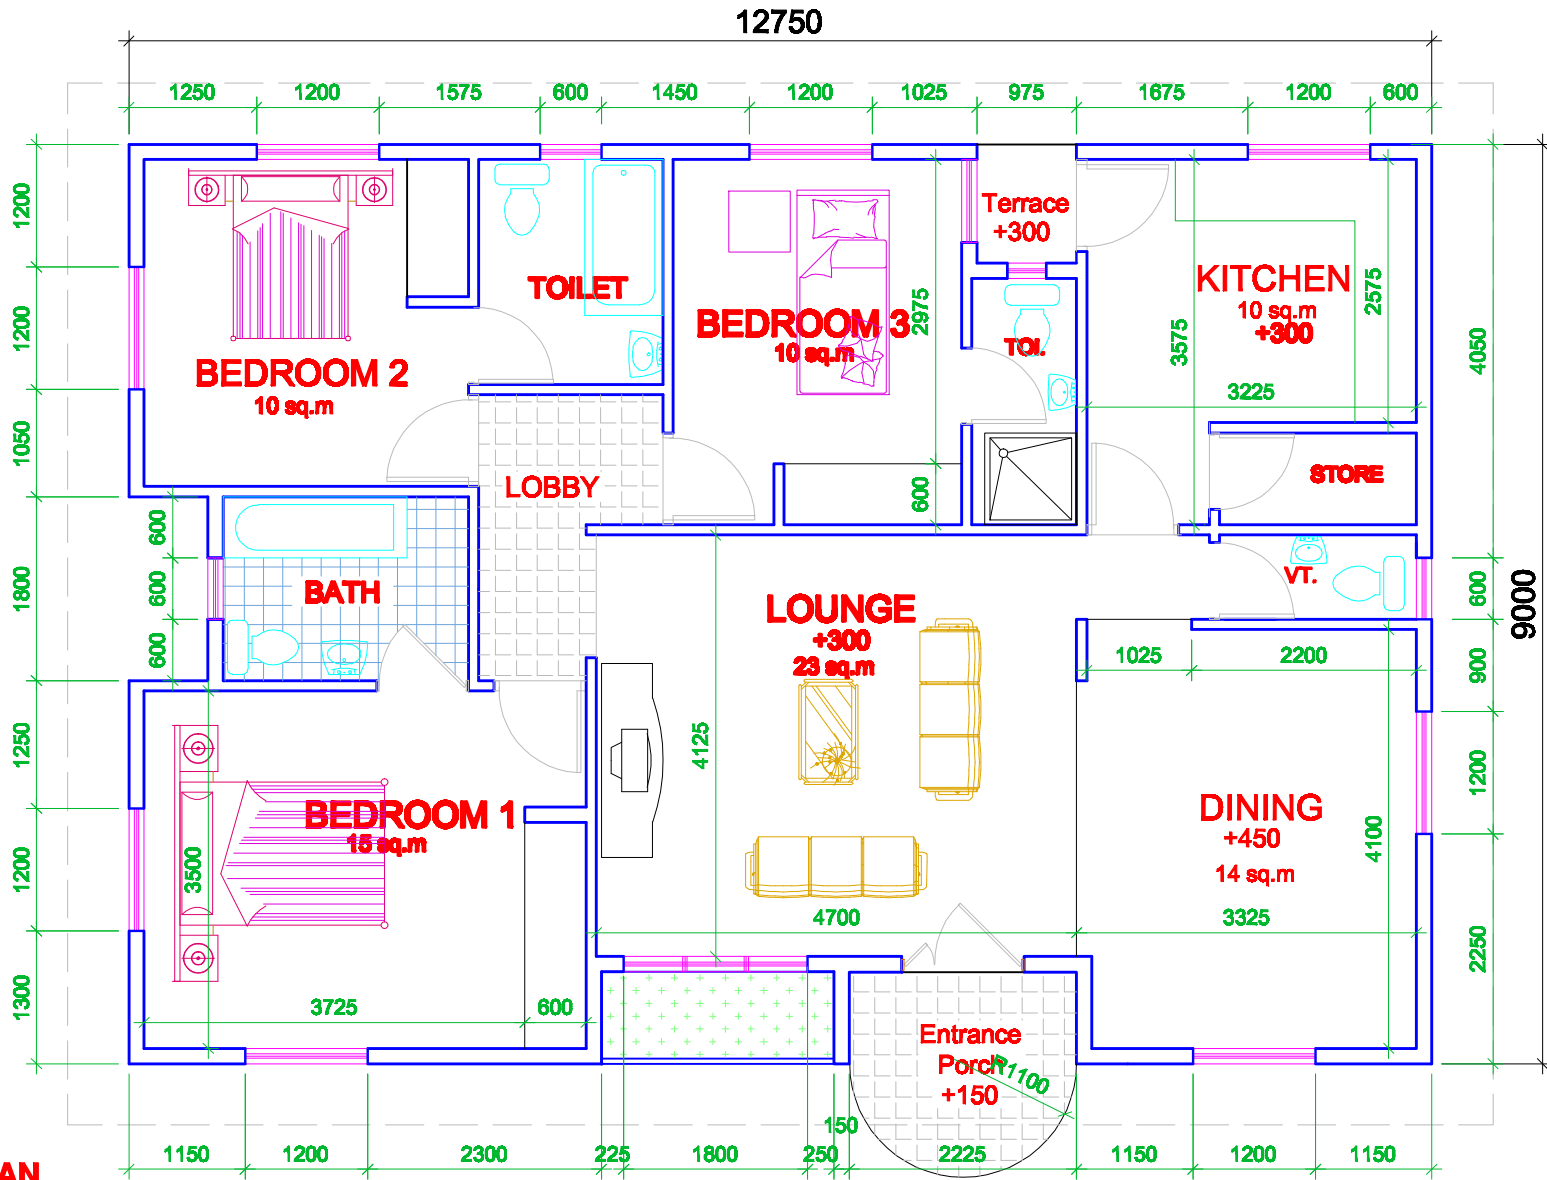 12750
1250 1200 1575 600 1450 1200 1025 975 1675 1200 600
1200
1200
1050
1800
1250
1200
1300
600
600
600
BEDROOM 2
10 sq.m
TOILET
BEDROOM 3
10 sq.m
2975
600
Terrace
+300
TOI.
KITCHEN
10 sq.m
+300
3575
2575
3225
STORE
LOBBY
BATH
VT.
LOUNGE
+300
23 sq.m
4125
1025 2200
BEDROOM 1
15 sq.m
3500
3725 600
DINING
+450
14 sq.m
4100
4700 3325
Entrance
Porch
+150
R1100
4050
600
900
1200
2250
9000
150
1150 1200 2300 225 1800 250 2225 1150 1200 1150
AN